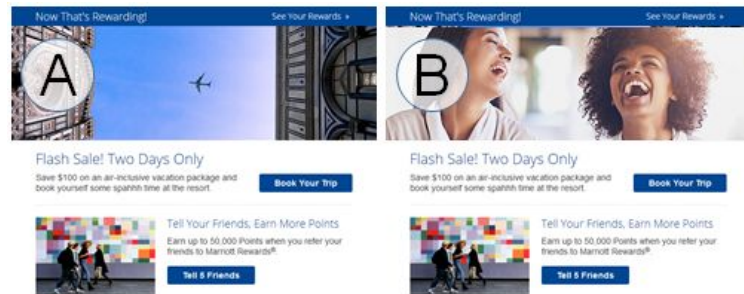 Now That's Rewarding!
See Your Rewards »
A
Flash Sale! Two Days Only
Save $100 on an air-inclusive vacation package and
book yourself some spahhh time at the resort.
Book Your Trip
Tell Your Friends, Earn More Points
Earn up to 50,000 Points when you refer your
friends to Marriott Rewards®.
Tell 5 Friends
Now That's Rewarding!
See Your Rewards »
B
Flash Sale! Two Days Only
Save $100 on an air-inclusive vacation package and
book yourself some spahhh time at the resort.
Book Your Trip
Tell Your Friends, Earn More Points
Earn up to 50,000 Points when you refer your
friends to Marriott Rewards®.
Tell 5 Friends